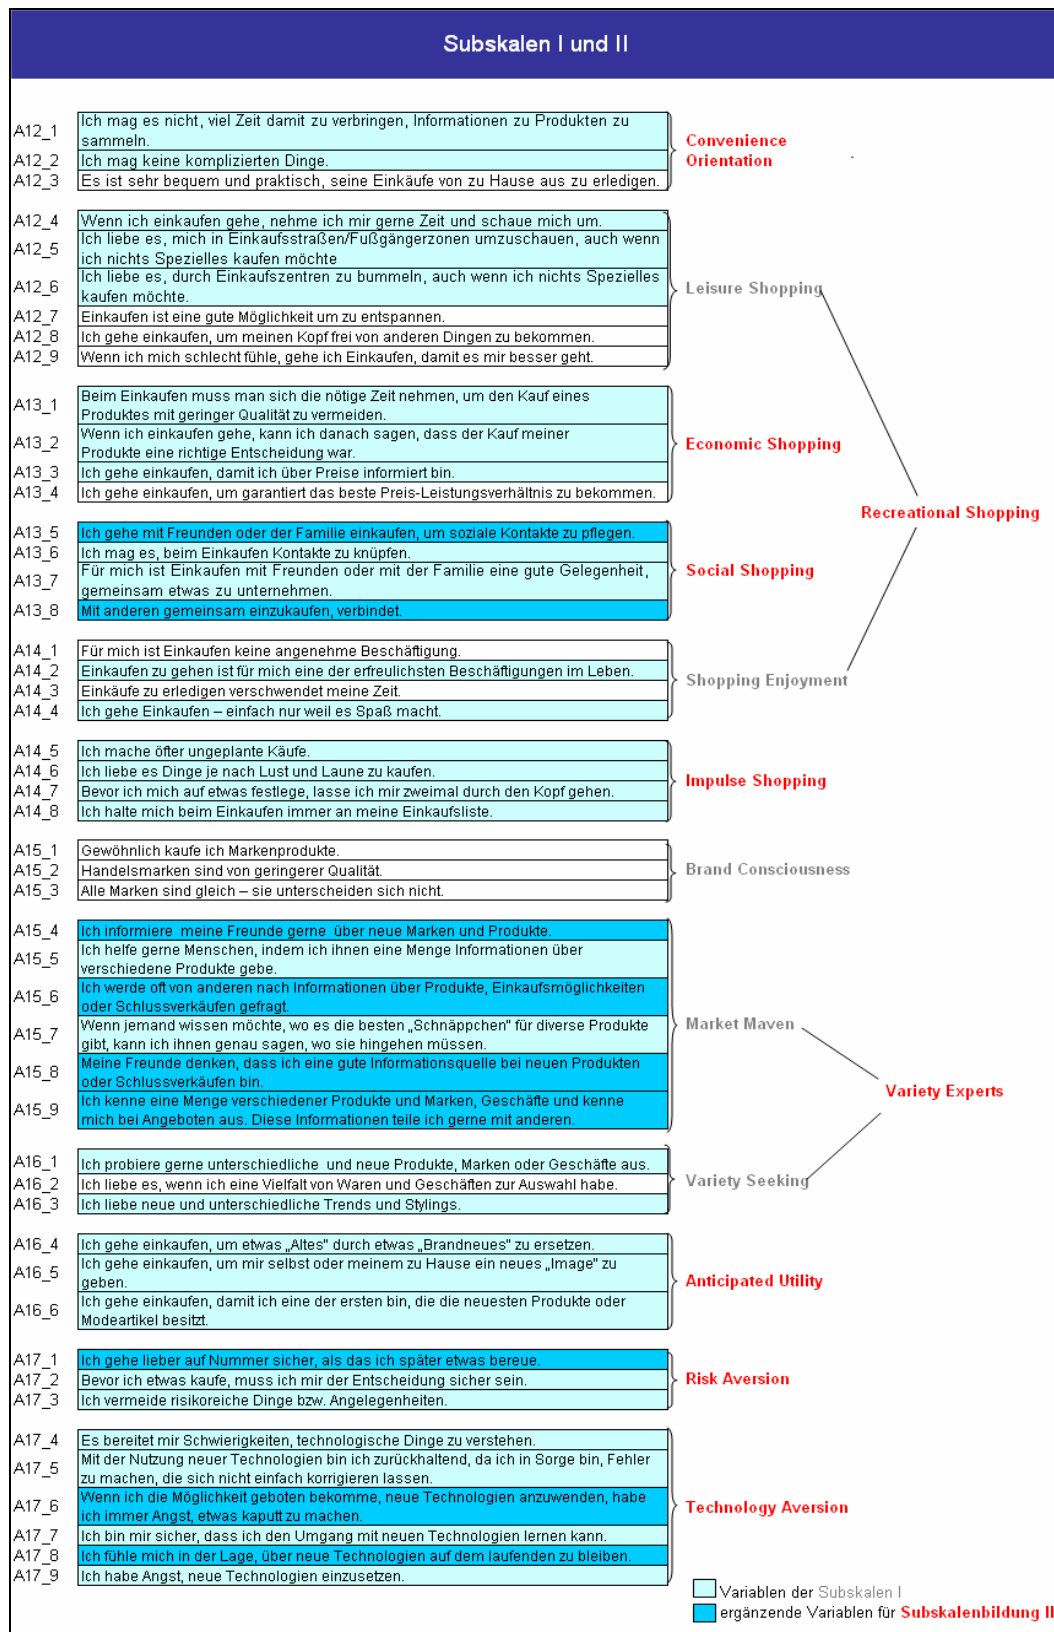 Subskalen I und II
A12_1 Ich mag es nicht, viel Zeit damit zu verbringen, Informationen zu Produkten zu
sammeln.
A12_2 Ich mag keine komplizierten Dinge.
A12_3 Es ist sehr bequem und praktisch, seine Einkäufe von zu Hause aus zu erledigen.
Convenience
Orientation
A12_4 Wenn ich einkaufen gehe, nehme ich mir gerne Zeit und schaue mich um.
A12_5 Ich liebe es, mich in Einkaufsstraßen/Fußgängerzonen umzuschauen, auch wenn
ich nichts Spezielles kaufen möchte
A12_6 Ich liebe es, durch Einkaufszentren zu bummeln, auch wenn ich nichts Spezielles
kaufen möchte.
A12_7 Einkaufen ist eine gute Möglichkeit um zu entspannen.
A12_8 Ich gehe einkaufen, um meinen Kopf frei von anderen Dingen zu bekommen.
A12_9 Wenn ich mich schlecht fühle, gehe ich Einkaufen, damit es mir besser geht.
Leisure Shopping
A13_1 Beim Einkaufen muss man sich die nötige Zeit nehmen, um den Kauf eines
Produktes mit geringer Qualität zu vermeiden.
A13_2 Wenn ich einkaufen gehe, kann ich danach sagen, dass der Kauf meiner
Produkte eine richtige Entscheidung war.
A13_3 Ich gehe einkaufen, damit ich über Preise informiert bin.
A13_4 Ich gehe einkaufen, um garantiert das beste Preis-Leistungsverhältnis zu bekommen.
Economic Shopping
Recreational Shopping
A13_5 Ich gehe mit Freunden oder der Familie einkaufen, um soziale Kontakte zu pflegen.
A13_6 Ich mag es, beim Einkaufen Kontakte zu knüpfen.
A13_7 Für mich ist Einkaufen mit Freunden oder mit der Familie eine gute Gelegenheit,
gemeinsam etwas zu unternehmen.
A13_8 Mit anderen gemeinsam einzukaufen, verbindet.
Social Shopping
A14_1 Für mich ist Einkaufen keine angenehme Beschäftigung.
A14_2 Einkaufen zu gehen ist für mich eine der erfreulichsten Beschäftigungen im Leben.
A14_3 Einkäufe zu erledigen verschwendet meine Zeit.
A14_4 Ich gehe Einkaufen – einfach nur weil es Spaß macht.
Shopping Enjoyment
A14_5 Ich mache öfter ungeplante Käufe.
A14_6 Ich liebe es Dinge je nach Lust und Laune zu kaufen.
A14_7 Bevor ich mich auf etwas festlege, lasse ich mir zweimal durch den Kopf gehen.
A14_8 Ich halte mich beim Einkaufen immer an meine Einkaufsliste.
Impulse Shopping
A15_1 Gewöhnlich kaufe ich Markenprodukte.
A15_2 Handelsmarken sind von geringerer Qualität.
A15_3 Alle Marken sind gleich – sie unterscheiden sich nicht.
Brand Consciousness
A15_4 Ich informiere meine Freunde gerne über neue Marken und Produkte.
A15_5 Ich helfe gerne Menschen, indem ich ihnen eine Menge Informationen über
verschiedene Produkte gebe.
A15_6 Ich werde oft von anderen nach Informationen über Produkte, Einkaufsmöglichkeiten
oder Schlussverkäufen gefragt.
A15_7 Wenn jemand wissen möchte, wo es die besten „Schnäppchen" für diverse Produkte
gibt, kann ich ihnen genau sagen, wo sie hingehen müssen.
A15_8 Meine Freunde denken, dass ich eine gute Informationsquelle bei neuen Produkten
oder Schlussverkäufen bin.
A15_9 Ich kenne eine Menge verschiedener Produkte und Marken, Geschäfte und kenne
mich bei Angeboten aus. Diese Informationen teile ich gerne mit anderen.
Market Maven
Variety Experts
A16_1 Ich probiere gerne unterschiedliche und neue Produkte, Marken oder Geschäfte aus.
A16_2 Ich liebe es, wenn ich eine Vielfalt von Waren und Geschäften zur Auswahl habe.
A16_3 Ich liebe neue und unterschiedliche Trends und Stylings.
Variety Seeking
A16_4 Ich gehe einkaufen, um etwas „Altes" durch etwas „Brandneues" zu ersetzen.
A16_5 Ich gehe einkaufen, um mir selbst oder meinem zu Hause ein neues „Image" zu
geben.
A16_6 Ich gehe einkaufen, damit ich eine der ersten bin, die die neuesten Produkte oder
Modeartikel besitzt.
Anticipated Utility
A17_1 Ich gehe lieber auf Nummer sicher, als das ich später etwas bereue.
A17_2 Bevor ich etwas kaufe, muss ich mir der Entscheidung sicher sein.
A17_3 Ich vermeide risikoreiche Dinge bzw. Angelegenheiten.
Risk Aversion
A17_4 Es bereitet mir Schwierigkeiten, technologische Dinge zu verstehen.
A17_5 Mit der Nutzung neuer Technologien bin ich zurückhaltend, da ich in Sorge bin, Fehler
zu machen, die sich nicht einfach korrigieren lassen.
A17_6 Wenn ich die Möglichkeit geboten bekomme, neue Technologien anzuwenden, habe
ich immer Angst, etwas kaputt zu machen.
A17_7 Ich bin mir sicher, dass ich den Umgang mit neuen Technologien lernen kann.
A17_8 Ich fühle mich in der Lage, über neue Technologien auf dem laufenden zu bleiben.
A17_9 Ich habe Angst, neue Technologien einzusetzen.
Technology Aversion
Variablen der Subskalen I
ergänzende Variablen für Subskalenbildung II